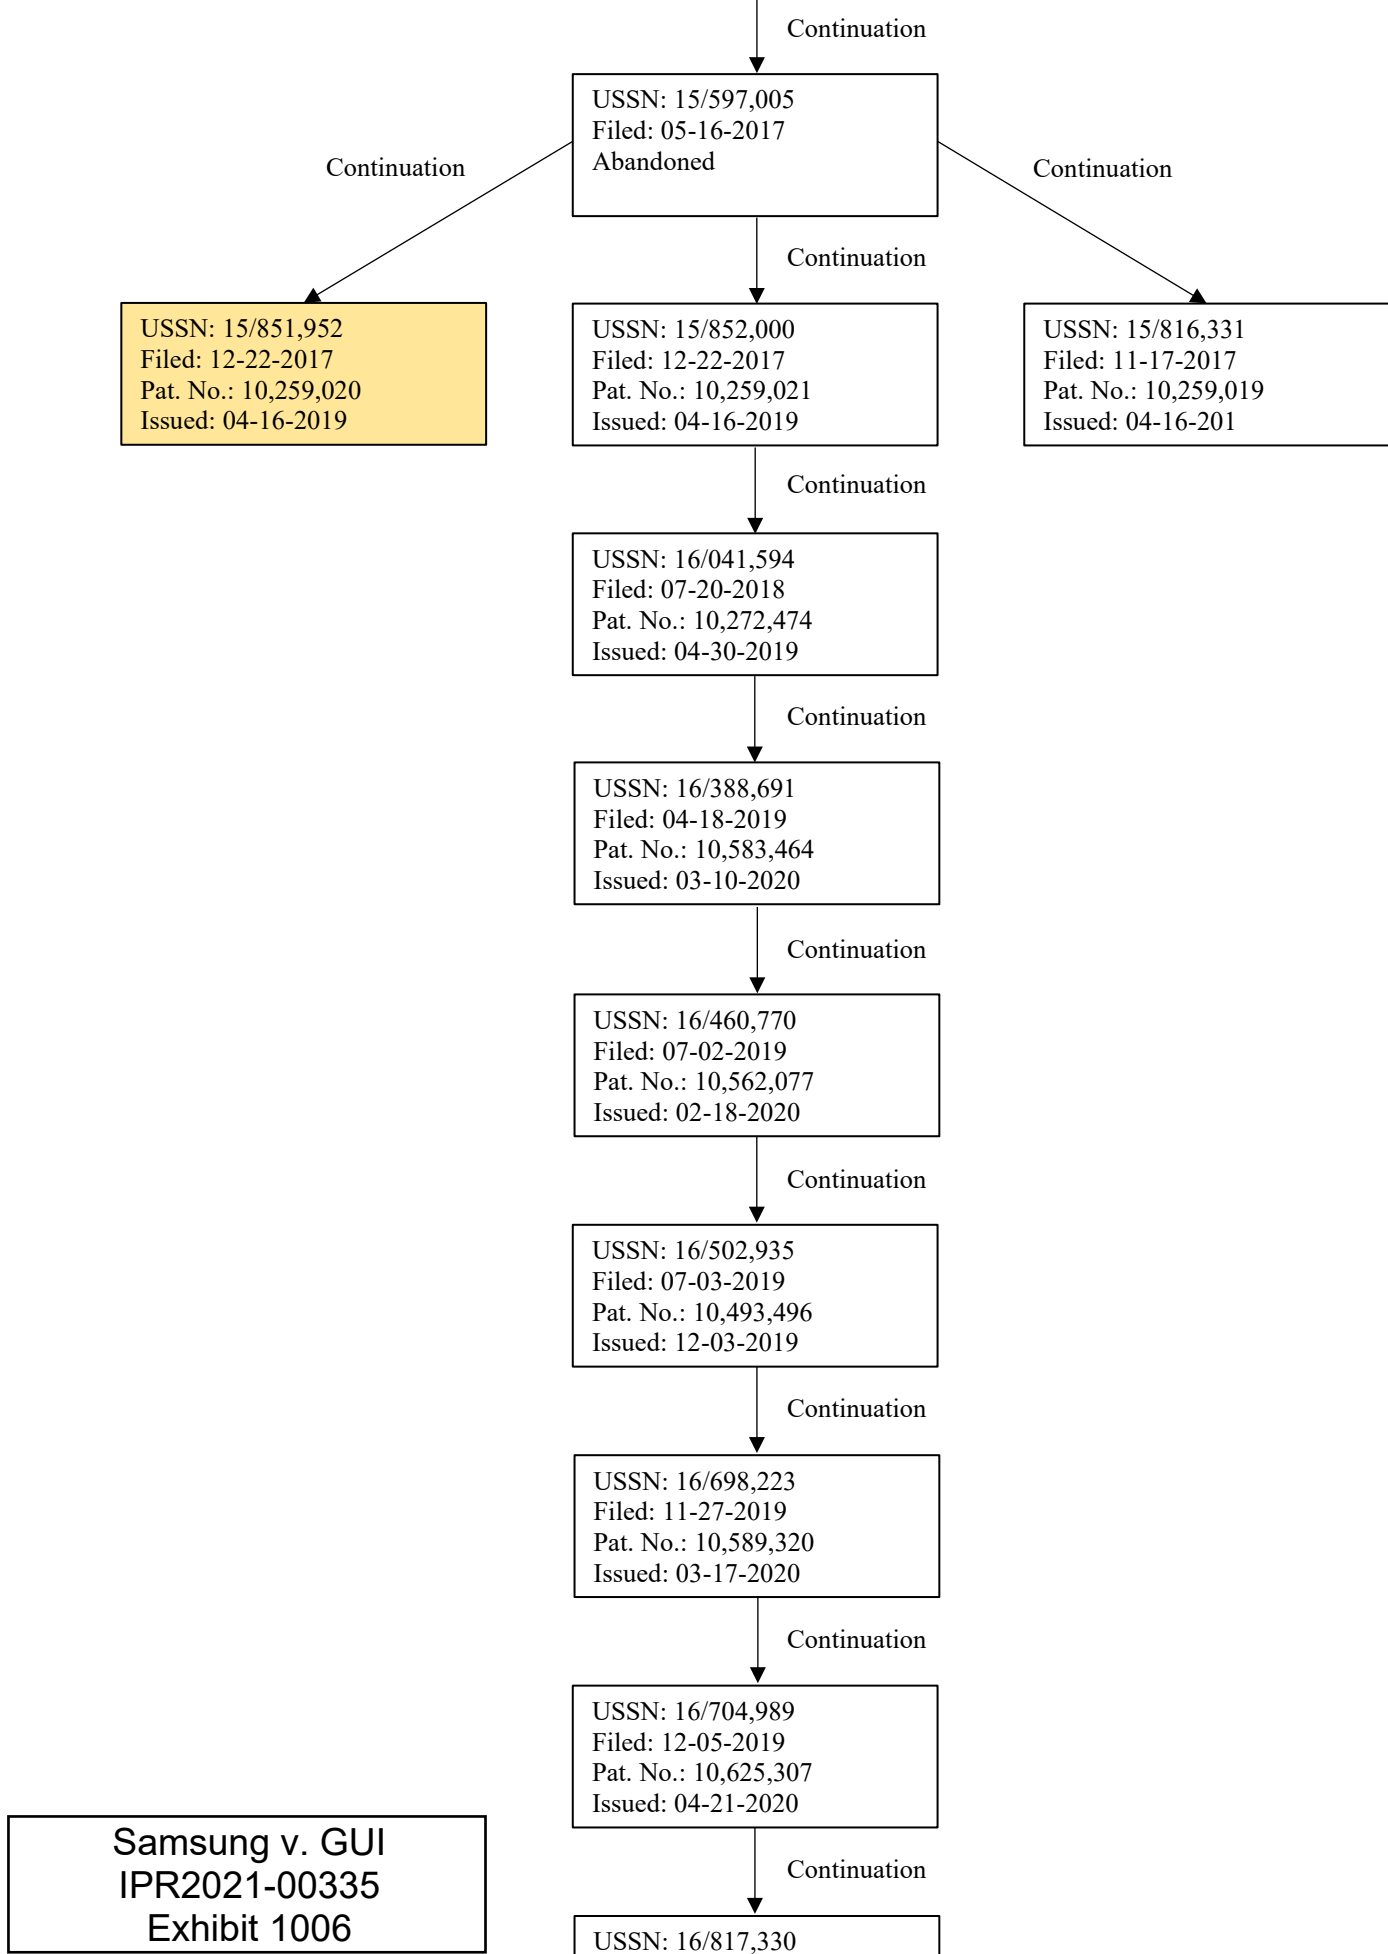 Continuation
USSN: 15/597,005
Filed: 05-16-2017
Abandoned
Continuation
Continuation
Continuation
USSN: 15/851,952
Filed: 12-22-2017
Pat. No.: 10,259,020
Issued: 04-16-2019
USSN: 15/852,000
Filed: 12-22-2017
Pat. No.: 10,259,021
Issued: 04-16-2019
USSN: 15/816,331
Filed: 11-17-2017
Pat. No.: 10,259,019
Issued: 04-16-201
Continuation
USSN: 16/041,594
Filed: 07-20-2018
Pat. No.: 10,272,474
Issued: 04-30-2019
Continuation
USSN: 16/388,691
Filed: 04-18-2019
Pat. No.: 10,583,464
Issued: 03-10-2020
Continuation
USSN: 16/460,770
Filed: 07-02-2019
Pat. No.: 10,562,077
Issued: 02-18-2020
Continuation
USSN: 16/502,935
Filed: 07-03-2019
Pat. No.: 10,493,496
Issued: 12-03-2019
Continuation
USSN: 16/698,223
Filed: 11-27-2019
Pat. No.: 10,589,320
Issued: 03-17-2020
Continuation
USSN: 16/704,989
Filed: 12-05-2019
Pat. No.: 10,625,307
Issued: 04-21-2020
Continuation
USSN: 16/817,330
Samsung v. GUI
IPR2021-00335
Exhibit 1006